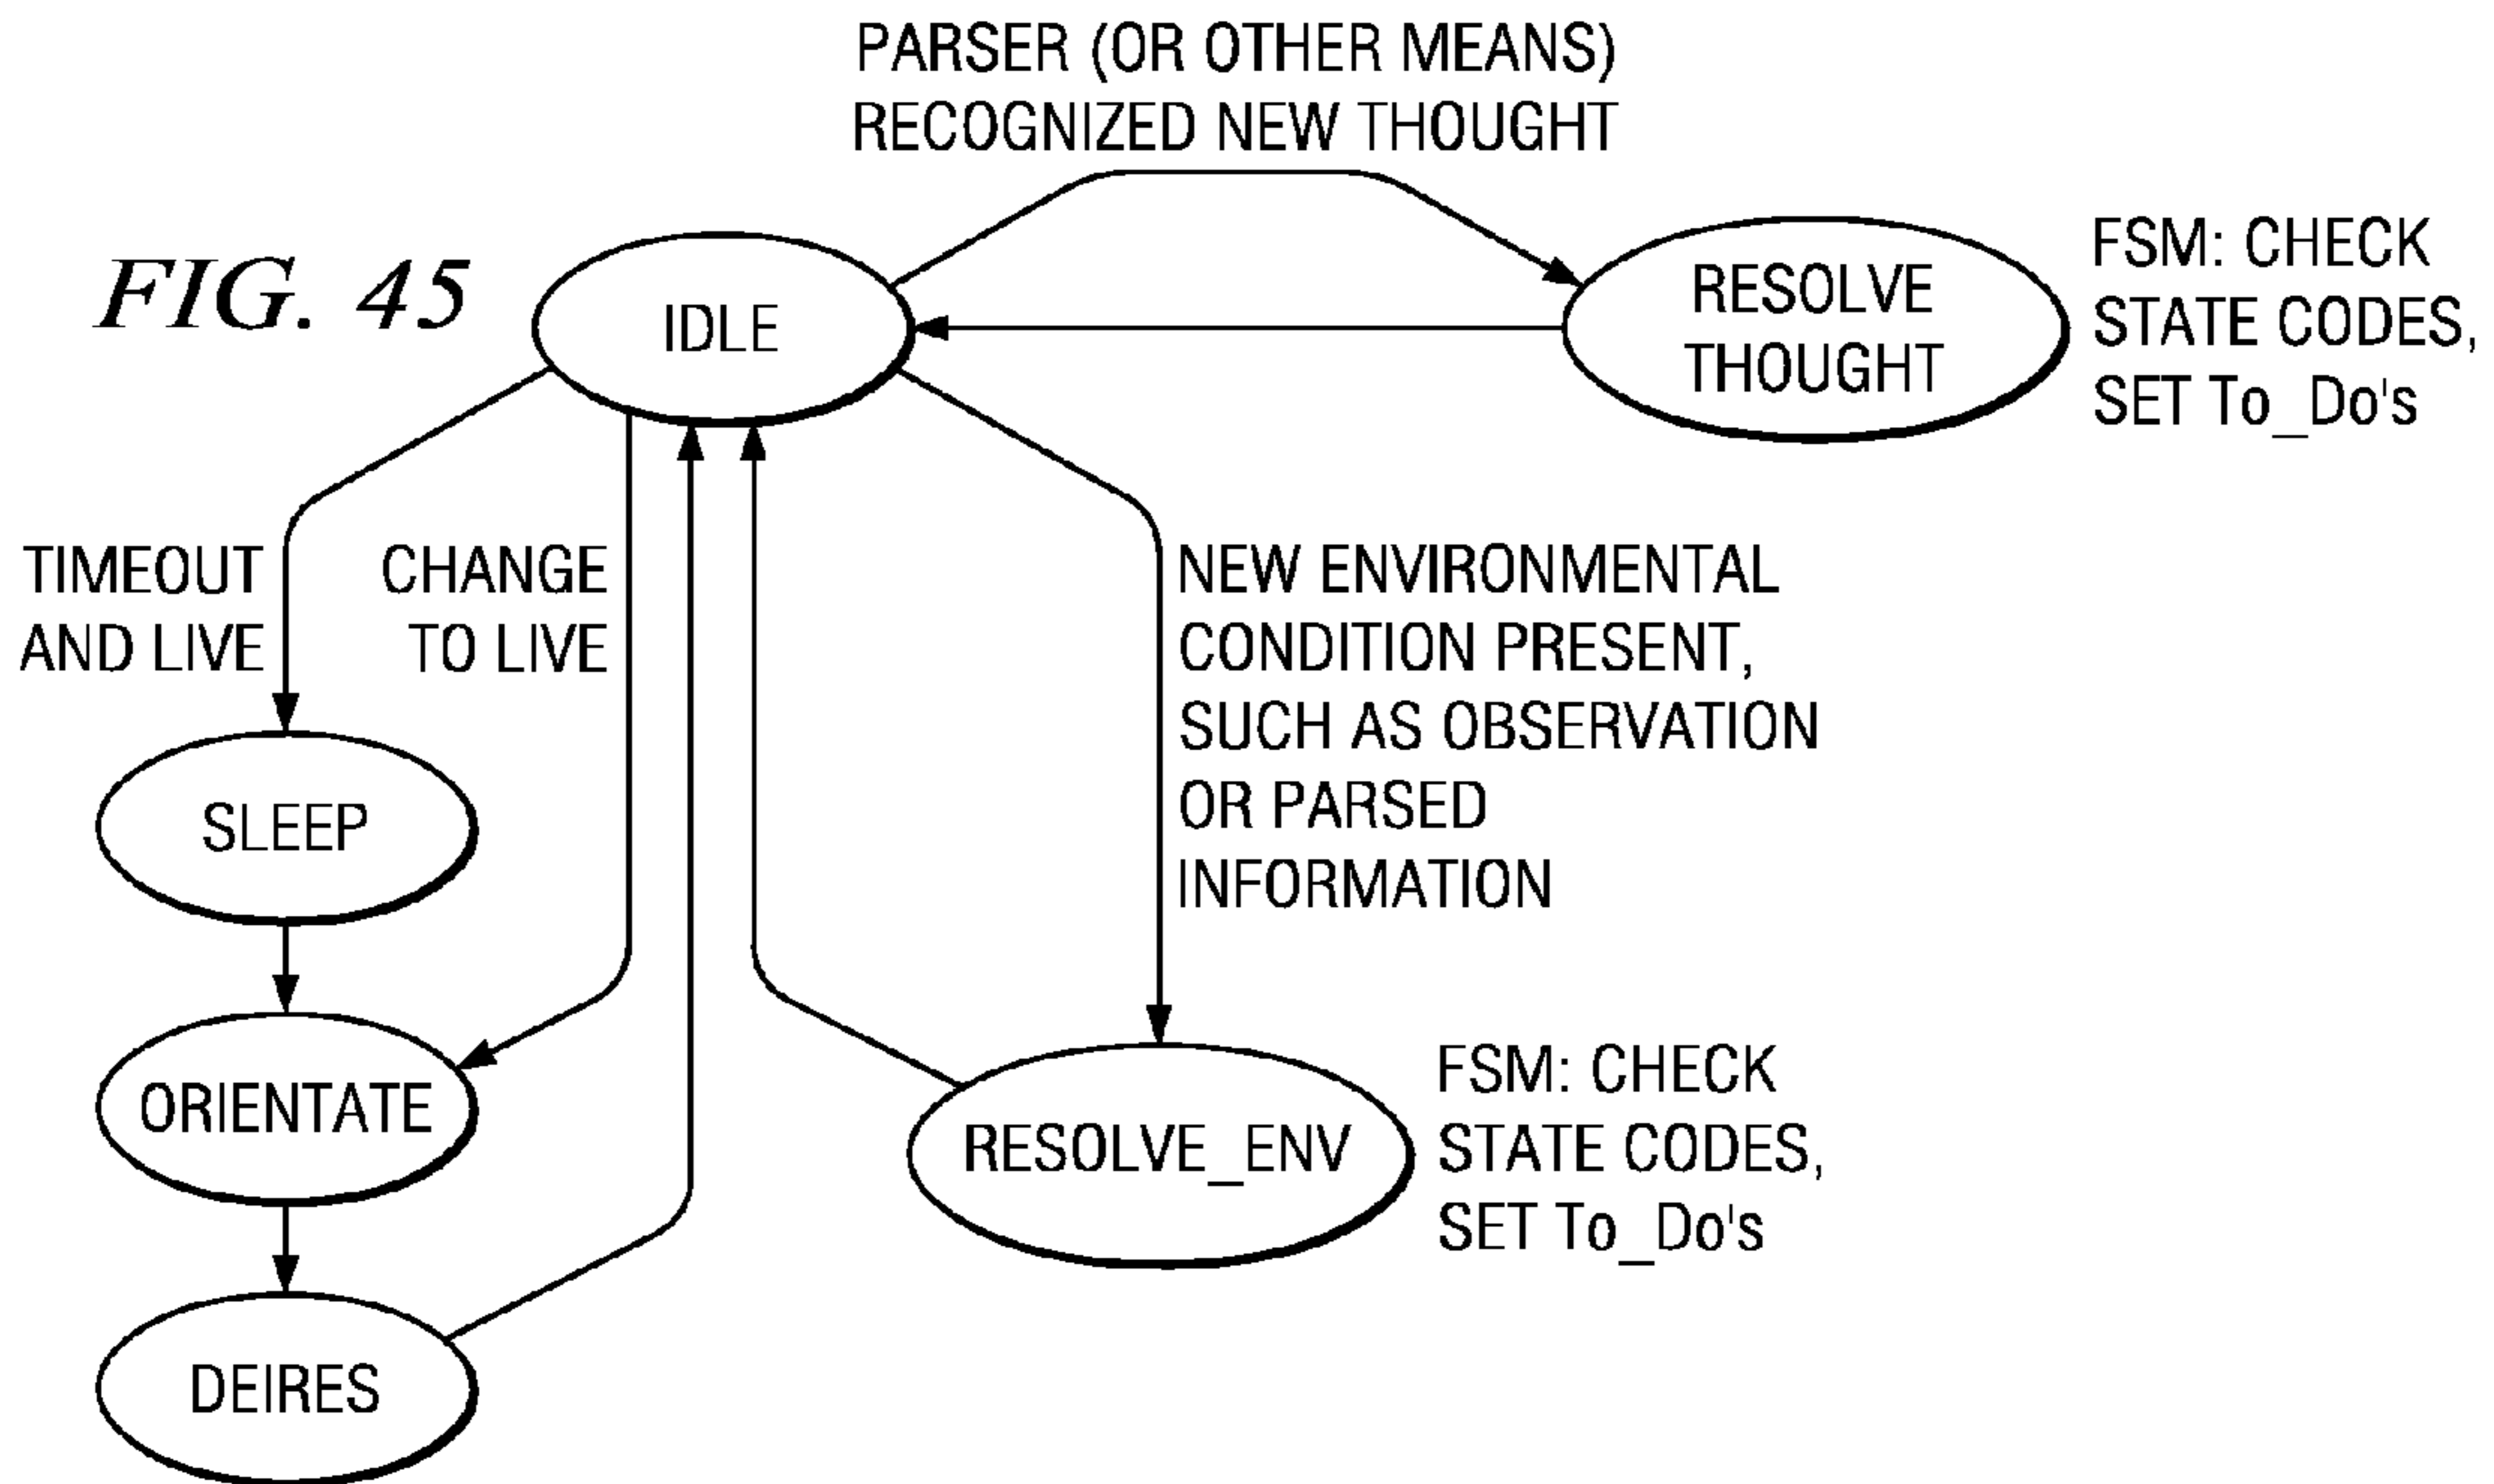 PARSER (OR OTHER MEANS)
RECOGNIZED NEW THOUGHT
FIG. 45
IDLE
RESOLVE
THOUGHT
FSM: CHECK
STATE CODES,
SET To_Do's
TIMEOUT
AND LIVE
CHANGE
TO LIVE
NEW ENVIRONMENTAL
CONDITION PRESENT,
SUCH AS OBSERVATION
OR PARSED
INFORMATION
SLEEP
ORIENTATE
RESOLVE_ENV
FSM: CHECK
STATE CODES,
SET To_Do's
DEIRES